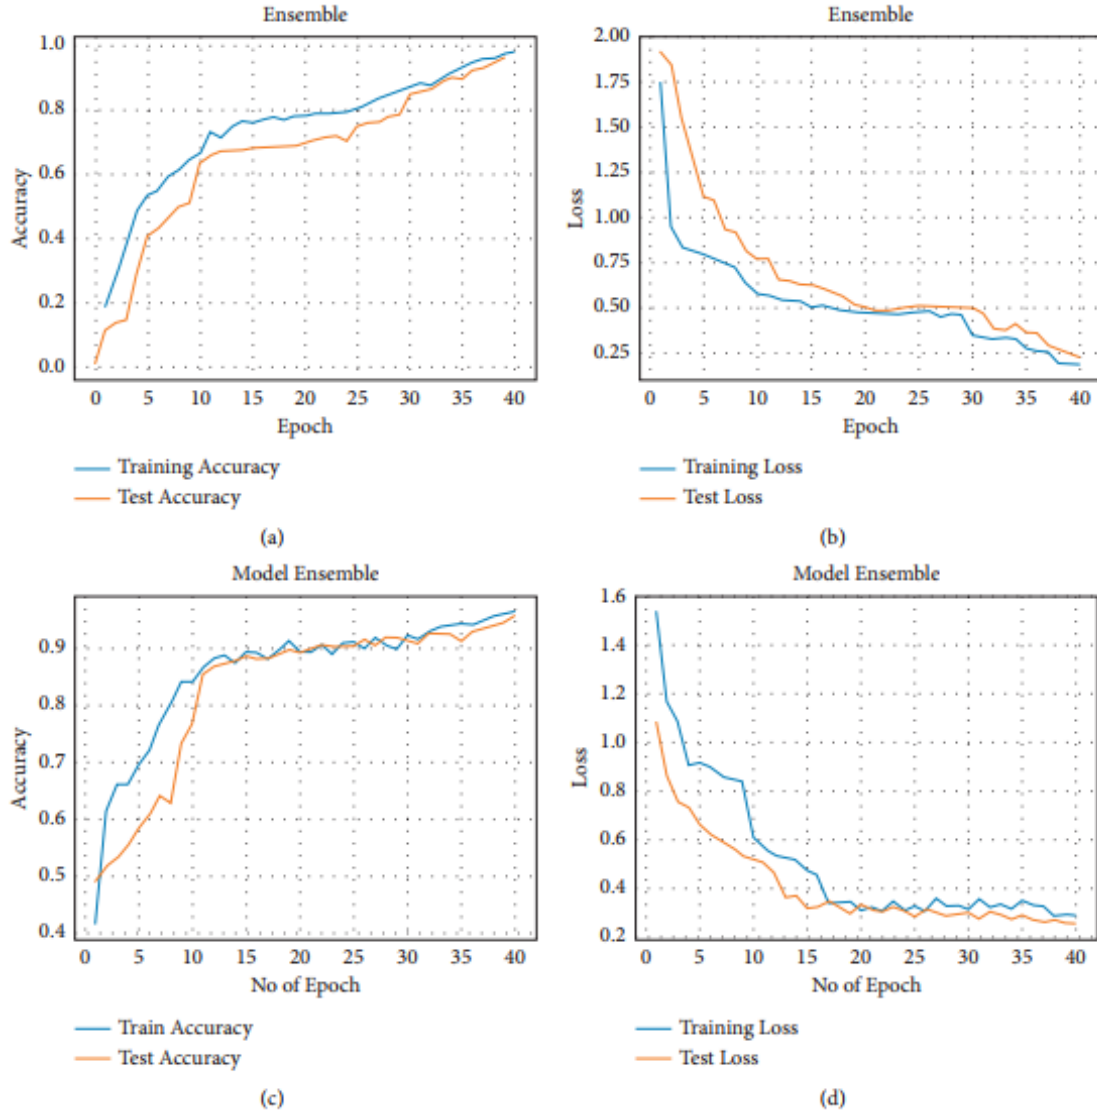 Ensemble
1.0
0.8
0.6
0.4
0.2
0.0
Accuracy
0 5 10 15 20 25 30 35 40
Epoch
Training Accuracy
Test Accuracy
(a)
Ensemble
2.00
1.75
1.50
1.25
1.00
0.75
0.50
0.25
Loss
0 5 10 15 20 25 30 35 40
Epoch
Training Loss
Test Loss
(b)
Model Ensemble
0.9
0.8
0.7
0.6
0.5
0.4
Accuracy
0 5 10 15 20 25 30 35 40
No of Epoch
Train Accuracy
Test Accuracy
(c)
Model Ensemble
1.6
1.4
1.2
1.0
0.8
0.6
0.4
0.2
Loss
0 5 10 15 20 25 30 35 40
No of Epoch
Training Loss
Test Loss
(d)